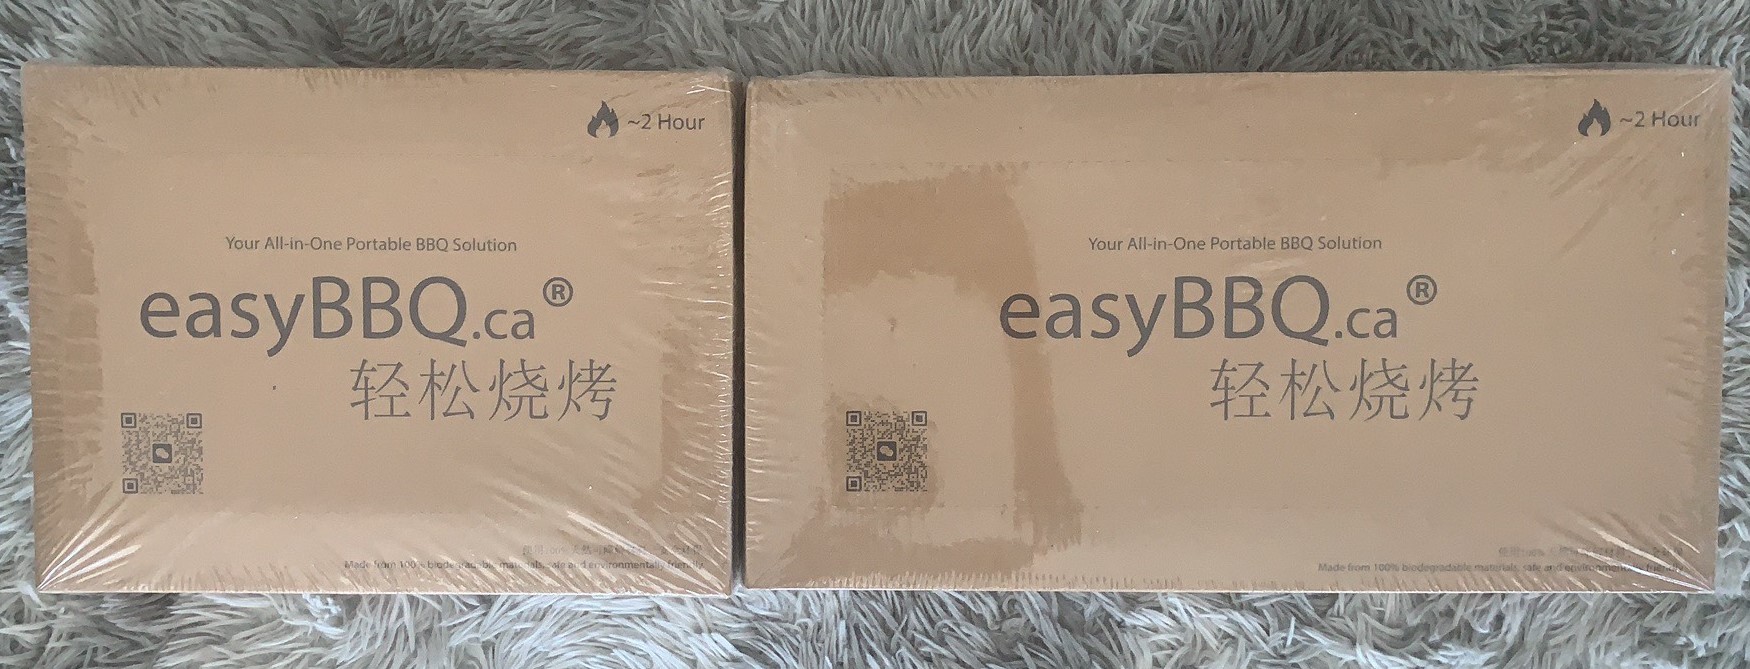 ~2 Hour
Your All-in-One Portable BBQ Solution
easyBBQ.ca®
轻松烧烤
Made from 100% biodegradable materials, safe and environmentally friendly.
~2 Hour
Your All-in-One Portable BBQ Solution
easyBBQ.ca®
轻松烧烤
Made from 100% biodegradable materials, safe and environmentally friendly.